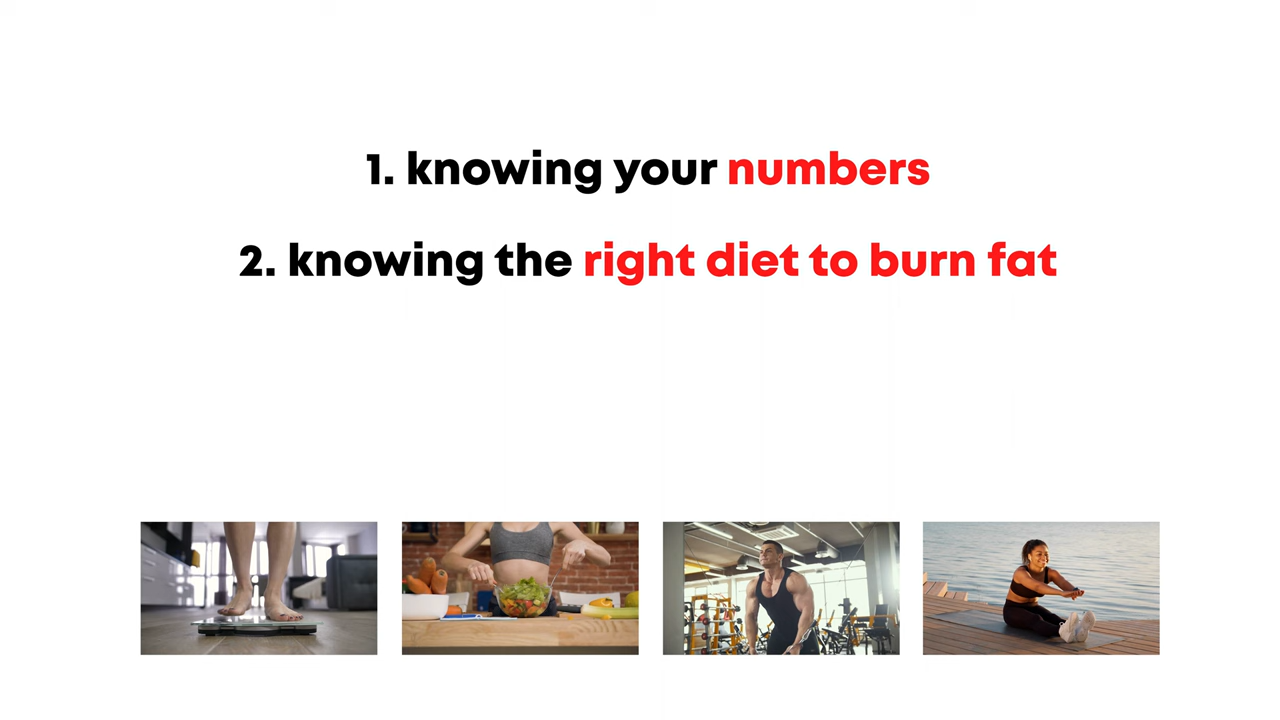 1. knowing your numbers
2. knowing the right diet to burn fat